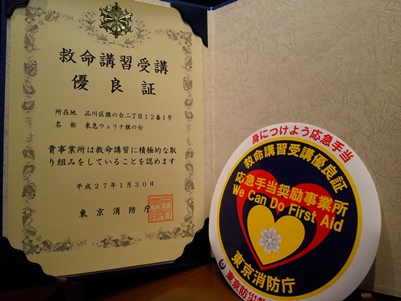 救命講習受講
優良証
所在地 品川区旗の台二丁目12番1号
名称 東急ウェリナ旗の台
貴事業所は救命講習に積極的な取
り組みをしていることを認めます
平成27年1月30日
東京消防庁
身につけよう応急手当
救命講習受講優良証
応急手当奨励事業所
We Can Do First Aid
東京消防庁